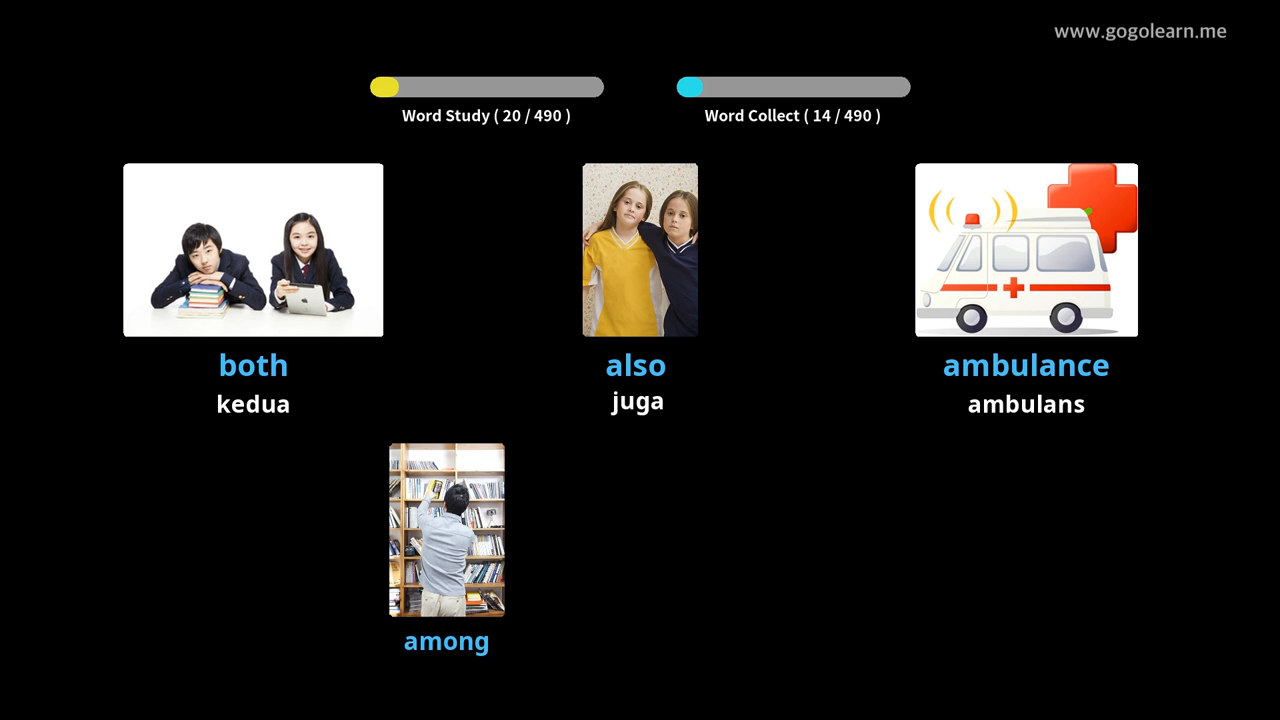 www.gogolearn.me
Word Study ( 20 / 490 )
Word Collect ( 14 / 490 )
both
also
ambulance
kedua
juga
ambulans
among